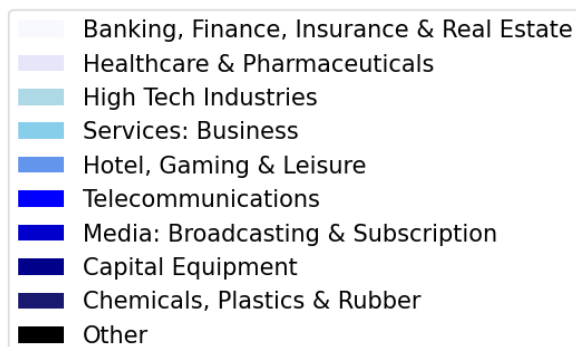 Banking, Finance, Insurance & Real Estate
Healthcare & Pharmaceuticals
High Tech Industries
Services: Business
Hotel, Gaming & Leisure
Telecommunications
Media: Broadcasting & Subscription
Capital Equipment
Chemicals, Plastics & Rubber
Other